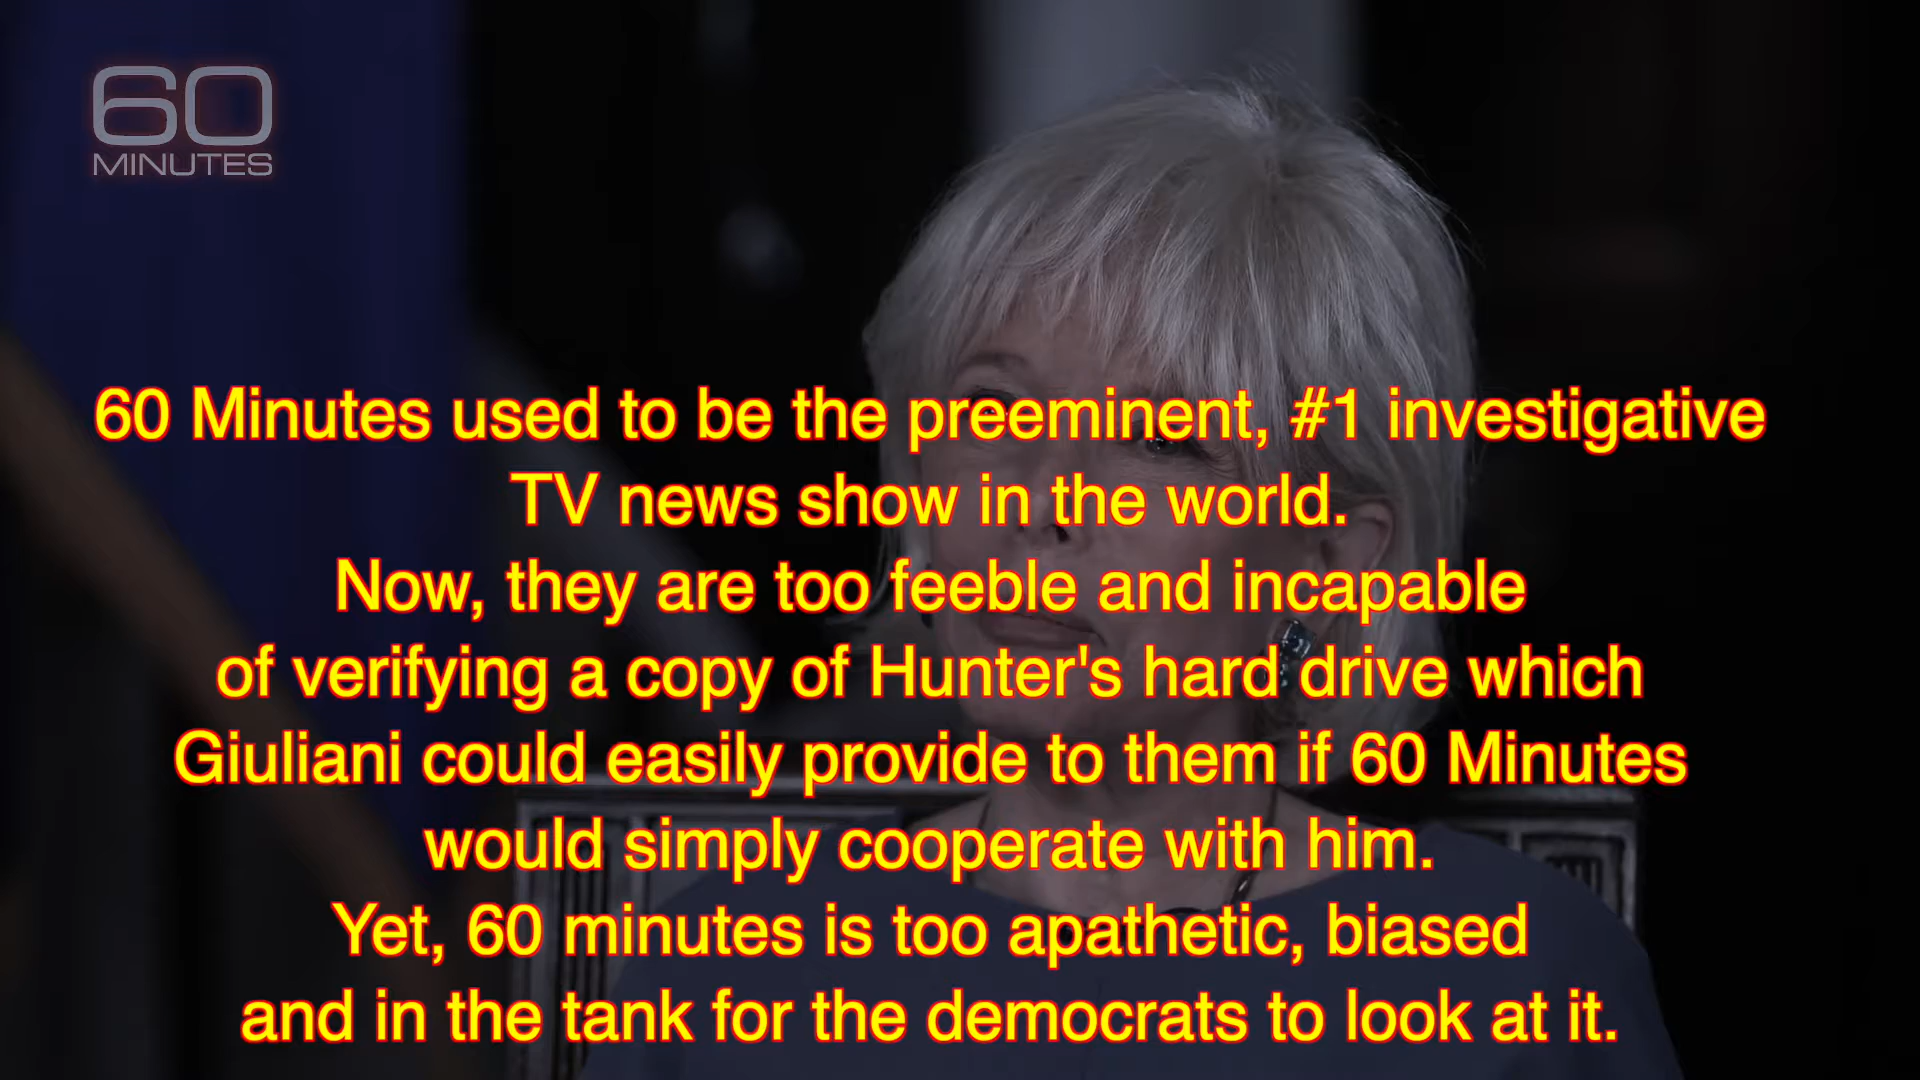 60
MINUTES
60 Minutes used to be the preeminent, #1 investigative
TV news show in the world.
Now, they are too feeble and incapable
of verifying a copy of Hunter's hard drive which
Giuliani could easily provide to them if 60 Minutes
would simply cooperate with him.
Yet, 60 minutes is too apathetic, biased
and in the tank for the democrats to look at it.